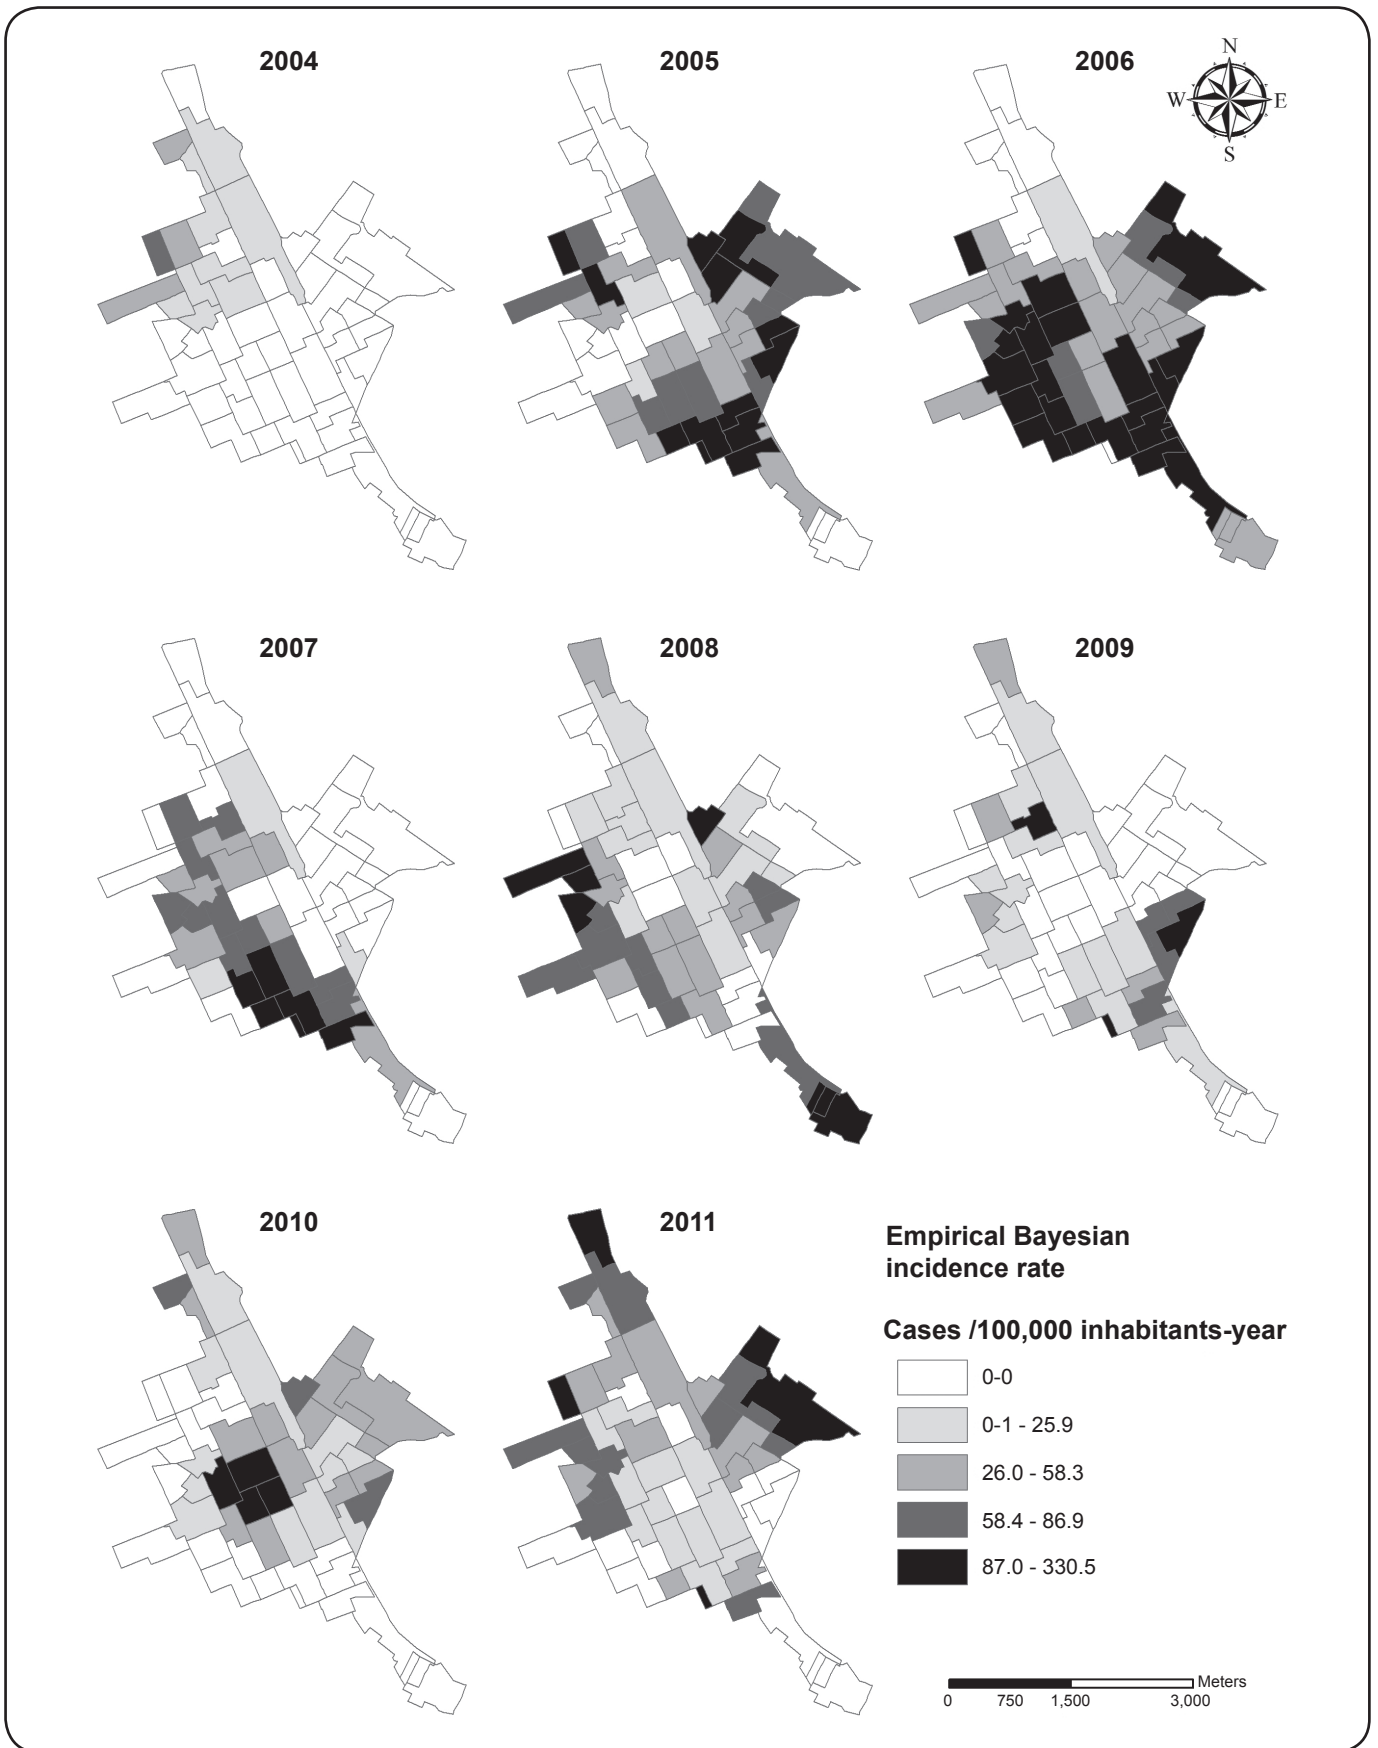 2004
2005
2006
N
W
E
S
2007
2008
2009
2010
2011
Empirical Bayesian
incidence rate
Cases /100,000 inhabitants-year
0-0
0-1 - 25.9
26.0 - 58.3
58.4 - 86.9
87.0 - 330.5
Meters
0 750 1,500 3,000